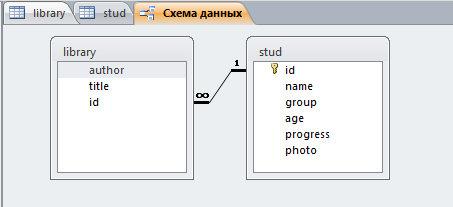 library stud Схема данных
library
author
title
id
∞ 1
stud
id
name
group
age
progress
photo